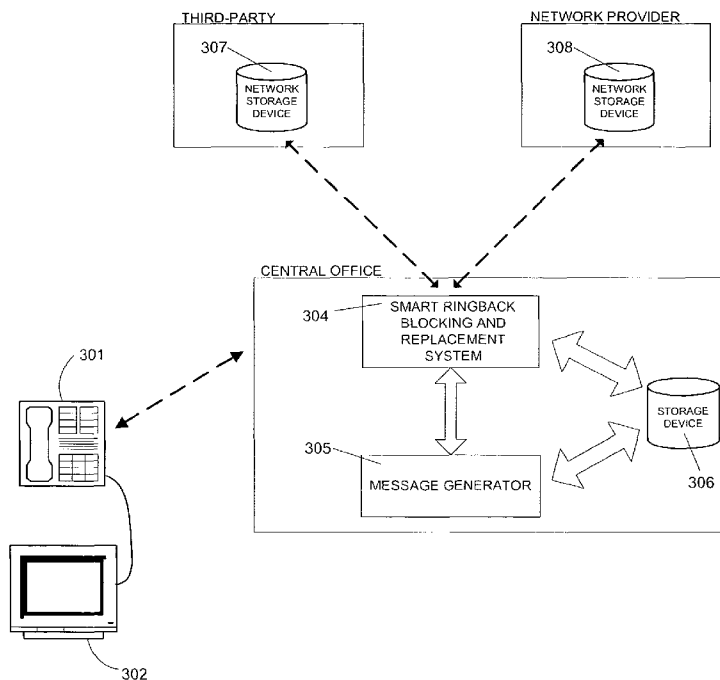 THIRD-PARTY
NETWORK PROVIDER
307
308
NETWORK
STORAGE
DEVICE
NETWORK
STORAGE
DEVICE
CENTRAL OFFICE
304
SMART RINGBACK
BLOCKING AND
REPLACEMENT
SYSTEM
301
STORAGE
DEVICE
305
306
MESSAGE GENERATOR
302